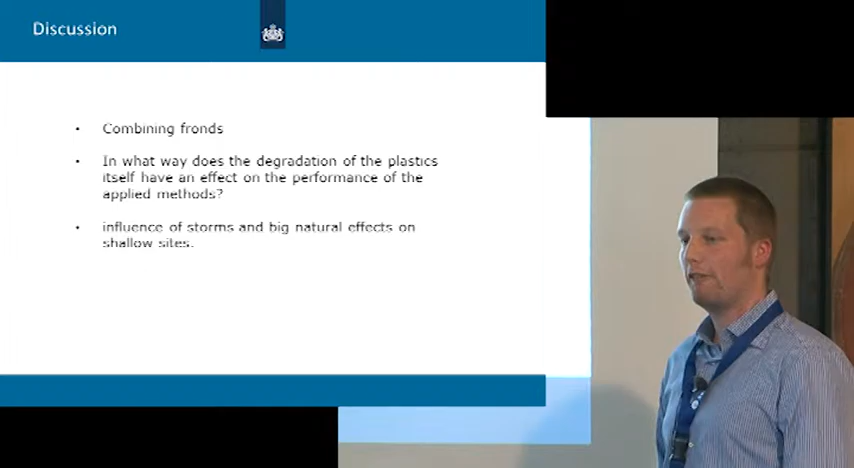 Discussion
• Combining fronds
• In what way does the degradation of the plastics
itself have an effect on the performance of the
applied methods?
• influence of storms and big natural effects on
shallow sites.